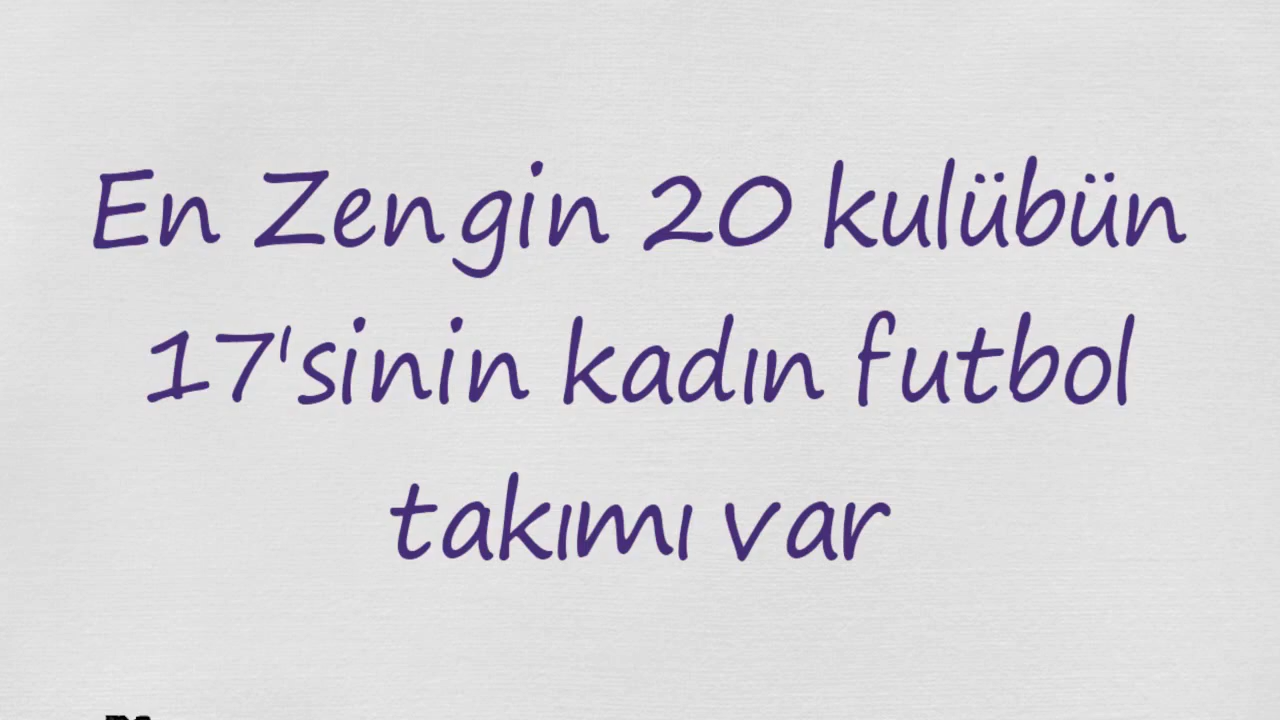 En Zengin 20 kulübün
17'sinin kadın futbol
takımı var